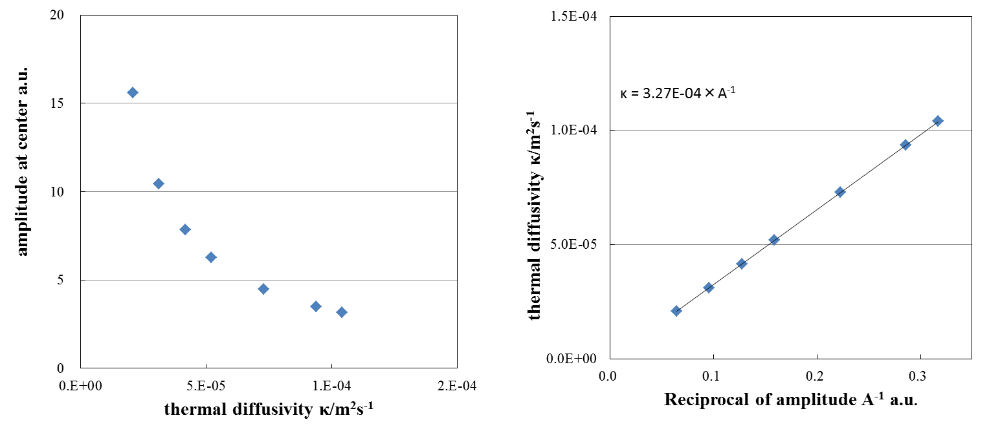 20
15
10
5
0
0.E+00 5.E-05 1.E-04 2.E-04
amplitude at center a.u.
thermal diffusivity κ/m²s⁻¹
1.5E-04
1.0E-04
5.0E-05
0.0E+00
0.0 0.1 0.2 0.3
κ = 3.27E-04 × A⁻¹
thermal diffusivity κ/m²s⁻¹
Reciprocal of amplitude A⁻¹ a.u.